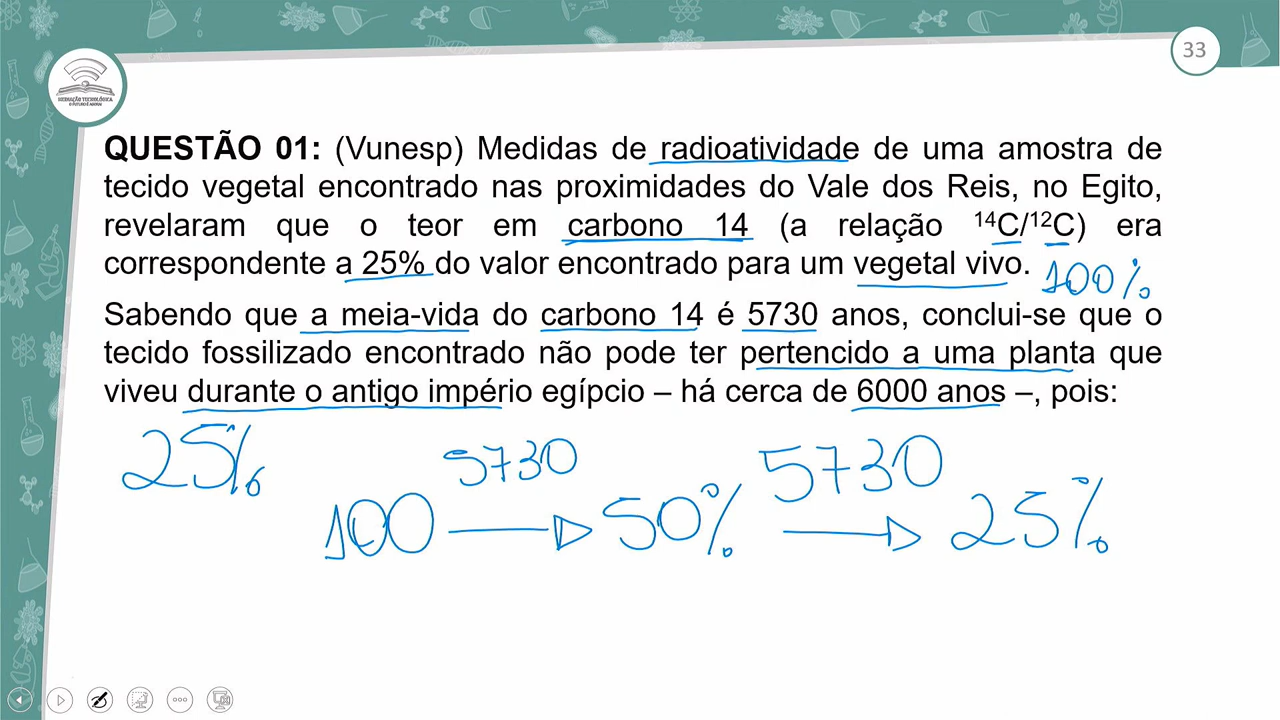 33
MEDIAÇÃO TECNOLÓGICA
QUESTÃO 01: (Vunesp) Medidas de radioatividade de uma amostra de
tecido vegetal encontrado nas proximidades do Vale dos Reis, no Egito,
revelaram que o teor em carbono 14 (a relação ¹⁴C/¹²C) era
correspondente a 25% do valor encontrado para um vegetal vivo.
100%
Sabendo que a meia-vida do carbono 14 é 5730 anos, conclui-se que o
tecido fossilizado encontrado não pode ter pertencido a uma planta que
viveu durante o antigo império egípcio – há cerca de 6000 anos –, pois:
25% 5730 5730
100 50% 25%